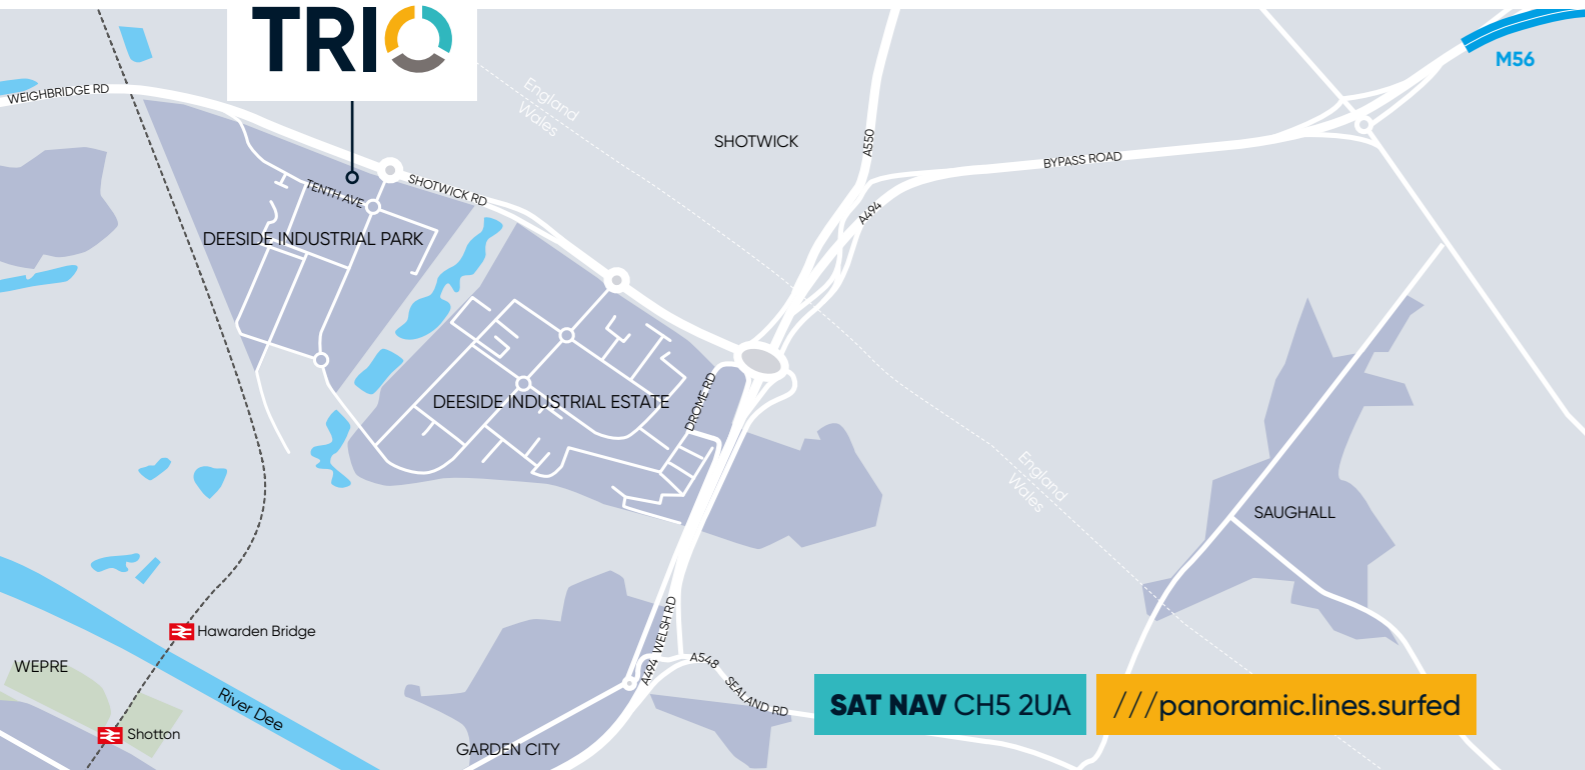 TRIO
M56
WEIGHBRIDGE RD
England
Wales
SHOTWICK
A550
BYPASS ROAD
TENTH AVE
SHOTWICK RD
A494
DEESIDE INDUSTRIAL PARK
DROME RD
DEESIDE INDUSTRIAL ESTATE
England
Wales
SAUGHALL
Hawarden Bridge
WEPRE
A494 WELSH RD
A548
SEALAND RD
River Dee
Shotton
GARDEN CITY
SAT NAV CH5 2UA
///panoramic.lines.surfed